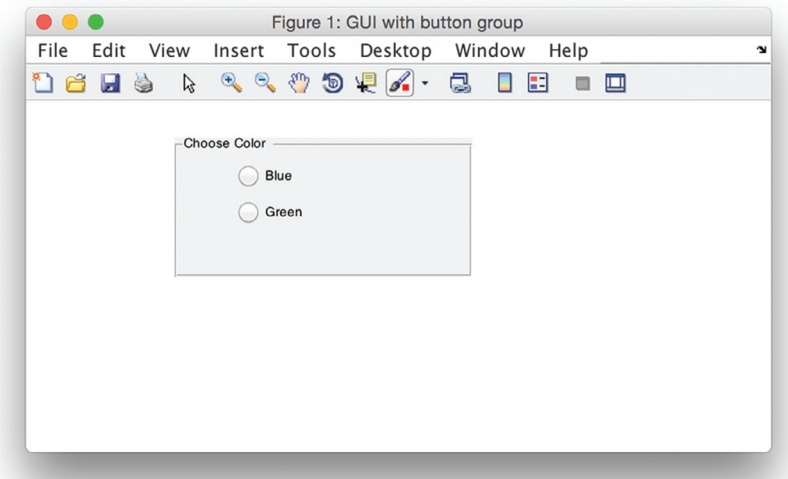 Figure 1: GUI with button group
File Edit View Insert Tools Desktop Window Help
Choose Color
Blue
Green